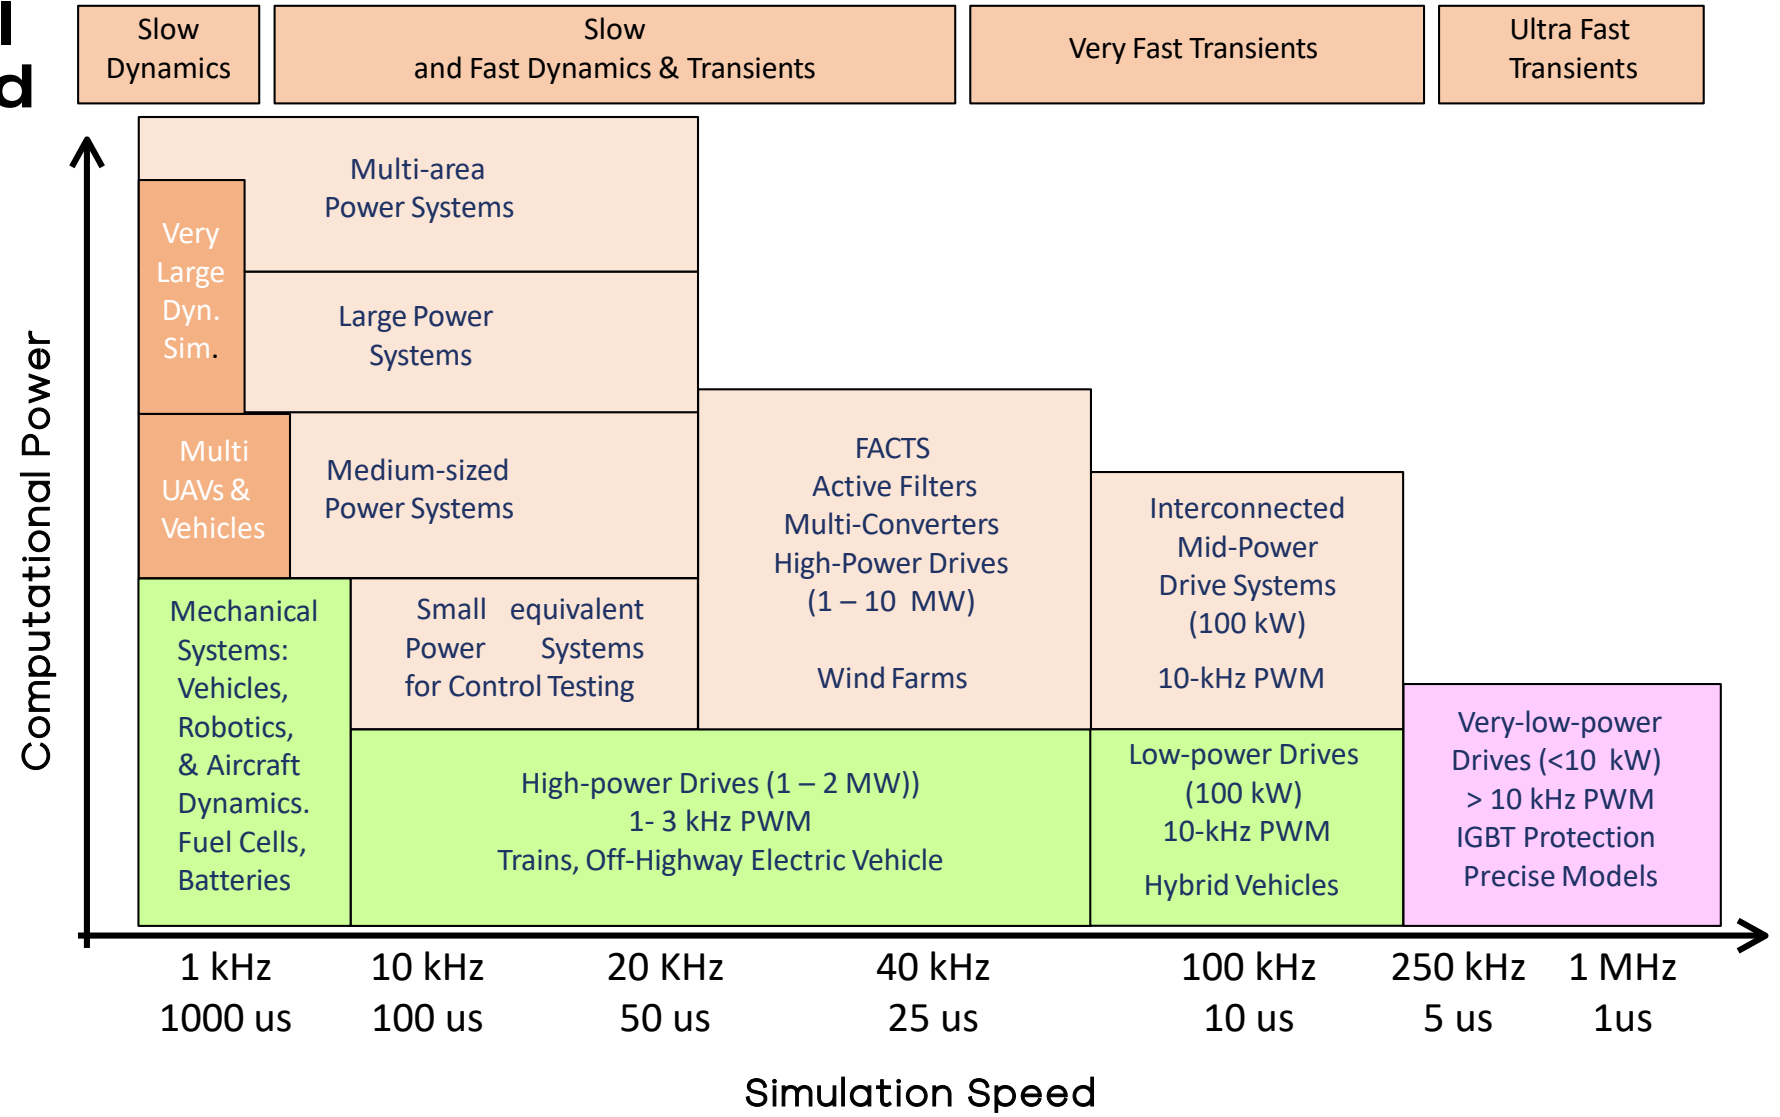 l
d
Slow
Dynamics
Slow
and Fast Dynamics & Transients
Very Fast Transients
Ultra Fast
Transients
Computational Power
Multi-area
Power Systems
Very
Large
Dyn.
Sim.
Large Power
Systems
Multi
UAVs &
Vehicles
Medium-sized
Power Systems
FACTS
Active Filters
Multi-Converters
High-Power Drives
(1 – 10 MW)
Wind Farms
Interconnected
Mid-Power
Drive Systems
(100 kW)
10-kHz PWM
Mechanical
Systems:
Vehicles,
Robotics,
& Aircraft
Dynamics.
Fuel Cells,
Batteries
Small equivalent
Power Systems
for Control Testing
High-power Drives (1 – 2 MW))
1- 3 kHz PWM
Trains, Off-Highway Electric Vehicle
Low-power Drives
(100 kW)
10-kHz PWM
Hybrid Vehicles
Very-low-power
Drives (<10 kW)
> 10 kHz PWM
IGBT Protection
Precise Models
1 kHz 10 kHz 20 KHz 40 kHz 100 kHz 250 kHz 1 MHz
1000 us 100 us 50 us 25 us 10 us 5 us 1us
Simulation Speed